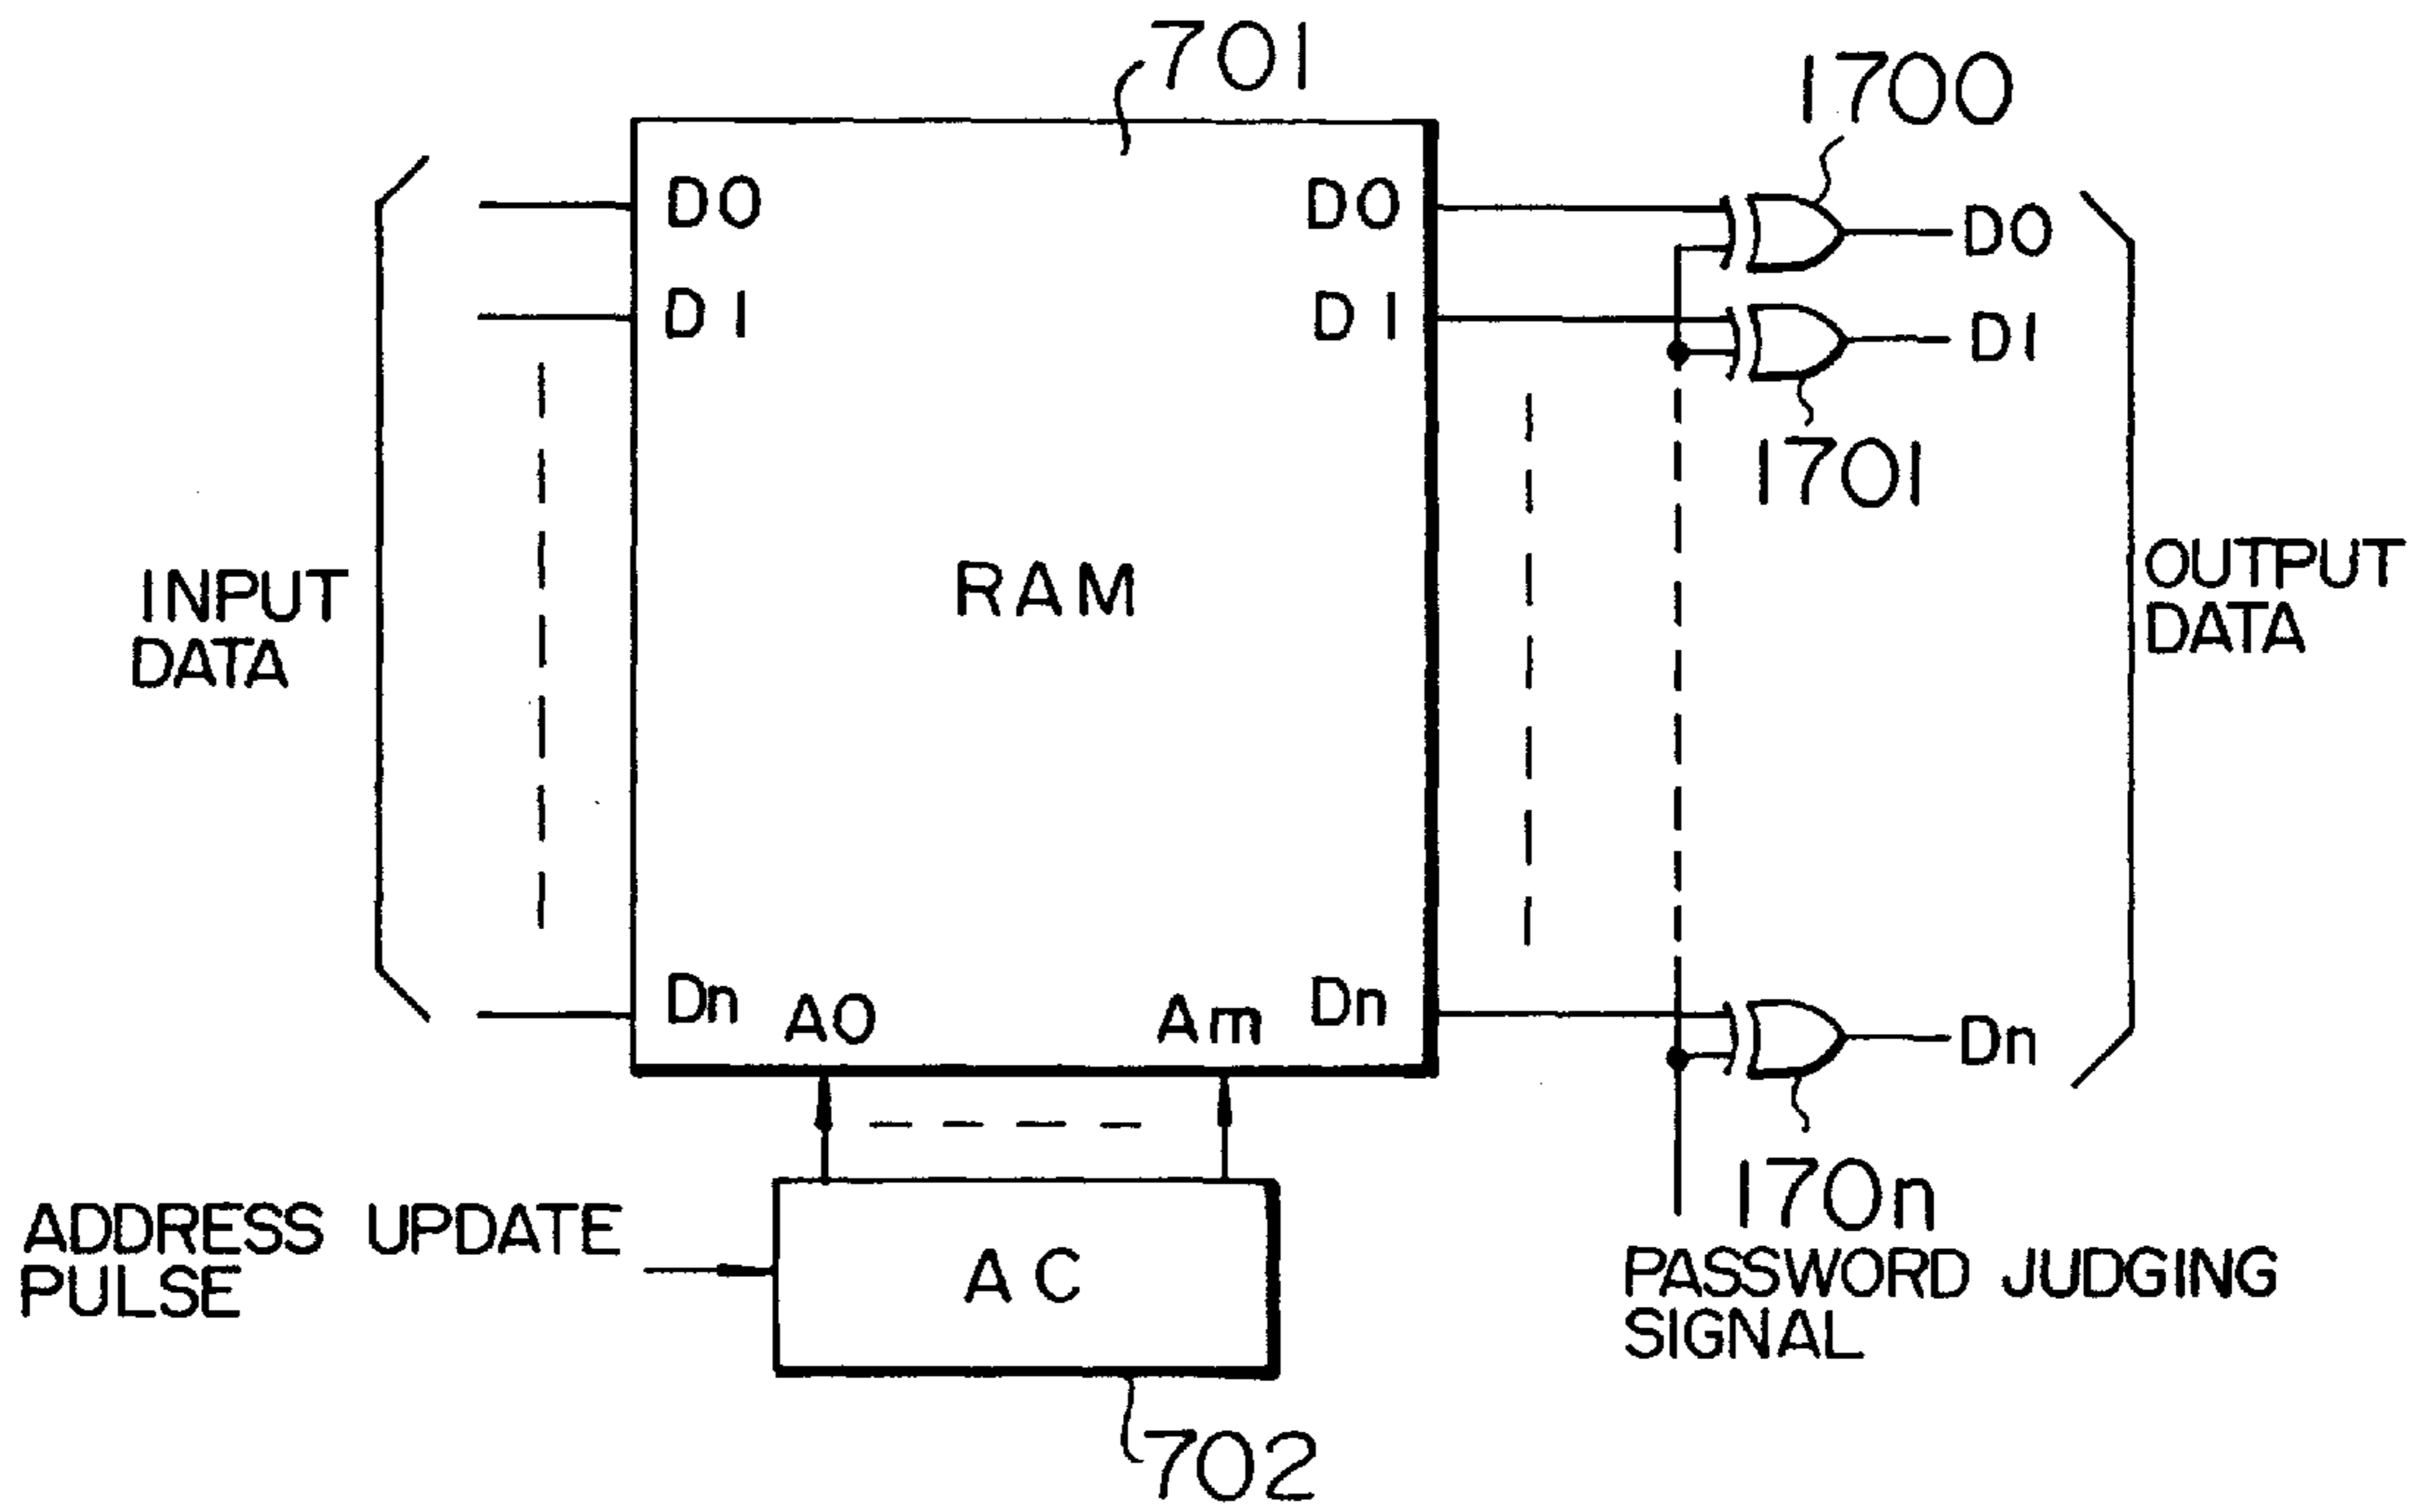 701
1700
D0
D0
D0
D1
D1
D1
1701
INPUT
DATA
RAM
OUTPUT
DATA
Dn
A0
Am
Dn
Dn
170n
ADDRESS UPDATE
PULSE
AC
PASSWORD JUDGING
SIGNAL
702